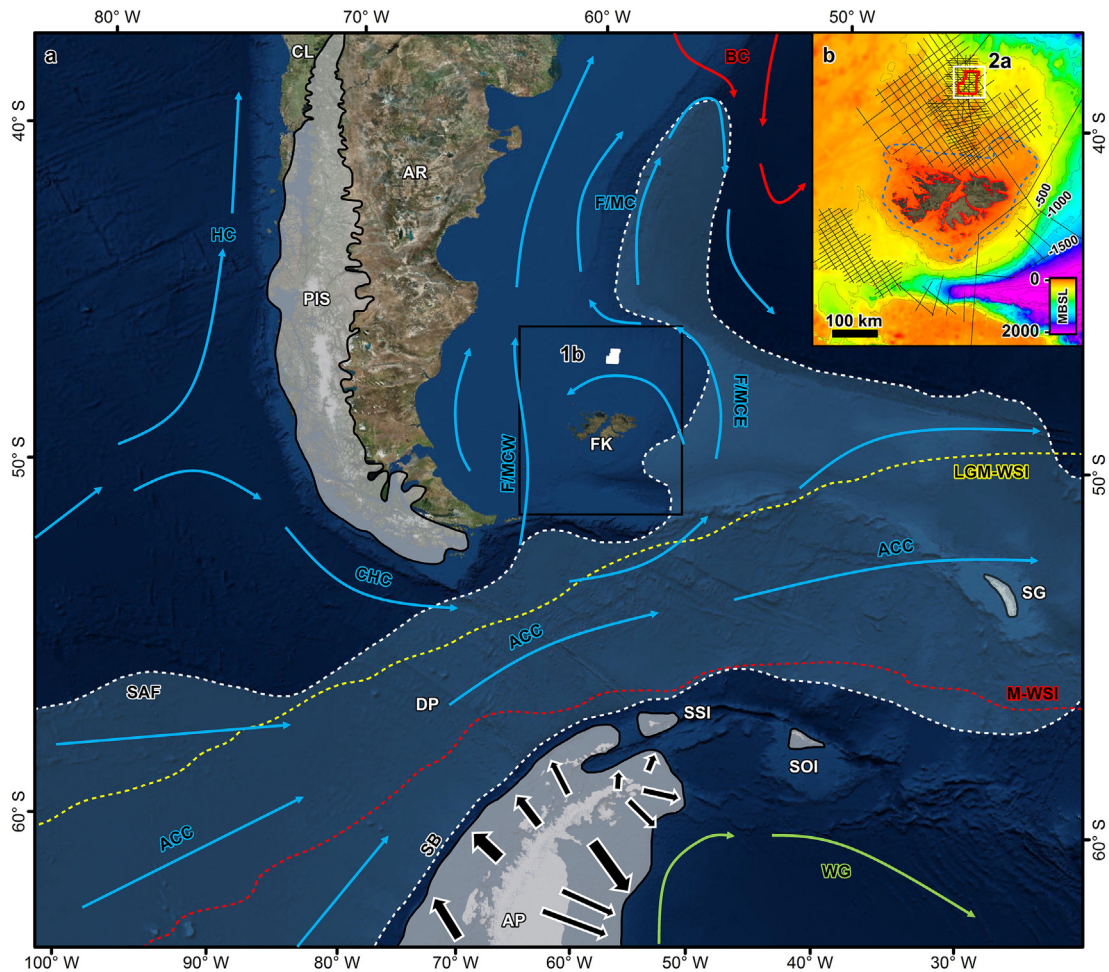 80° W
70° W
60° W
50° W
a
CL
BC
b
2a
40° S
40° S
AR
F/MC
-500
-1000
-1500
HC
0
MBSL
2000
100 km
PIS
1b
F/MCE
FK
F/MCW
50° S
50° S
LGM-WSI
ACC
CHC
SG
ACC
SAF
DP
M-WSI
SSI
SOI
60° S
60° S
ACC
SB
WG
AP
100° W
90° W
80° W
70° W
60° W
50° W
40° W
30° W